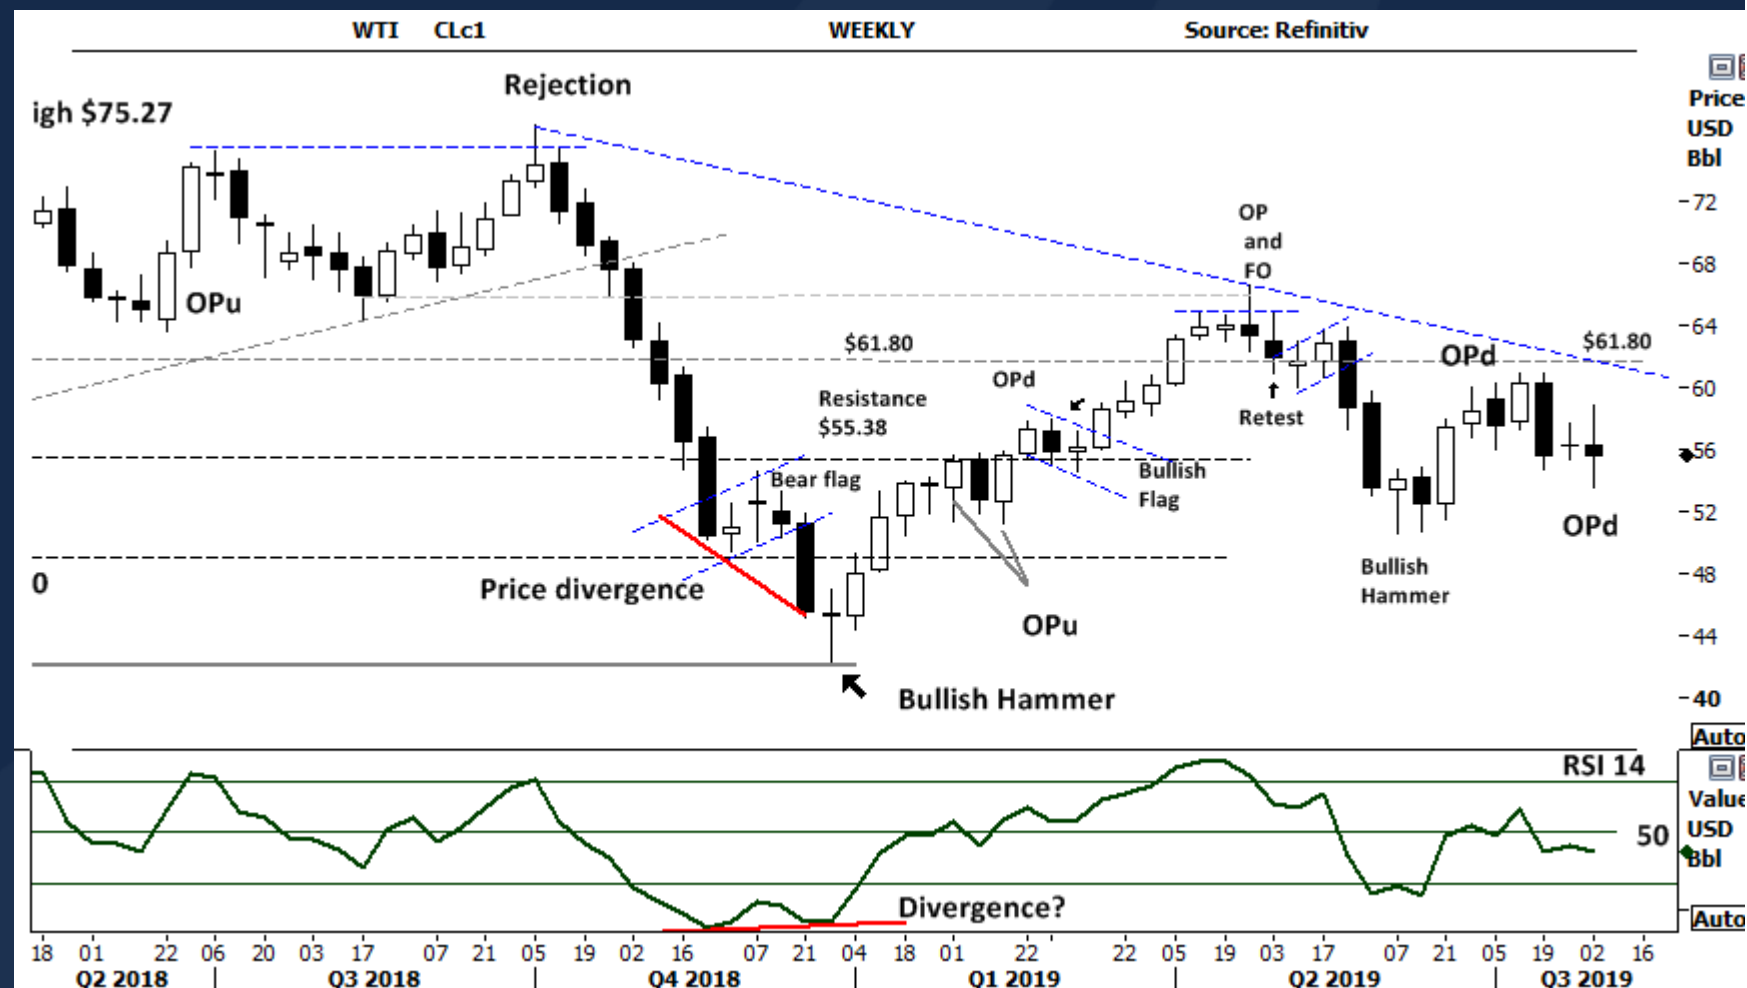 WTI CLc1 WEEKLY Source: Refinitiv
Rejection
igh $75.27
Price
USD
Bbl
72
OP
and
FO
68
OPu
64
$61.80
$61.80
OPd
OPd
60
Resistance
$55.38
Retest
56
Bear flag
Bullish
Flag
52
OPd
Bullish
Hammer
48
0
Price divergence
OPu
44
Bullish Hammer
40
Auto
RSI 14
Value
USD
Bbl
50
Divergence?
Auto
18 01 22 06 20 03 17 07 21 05 19 02 16 07 21 04 18 01 22 22 05 19 03 17 07 21 05 19 02 16
Q2 2018 Q3 2018 Q4 2018 Q1 2019 Q2 2019 Q3 2019